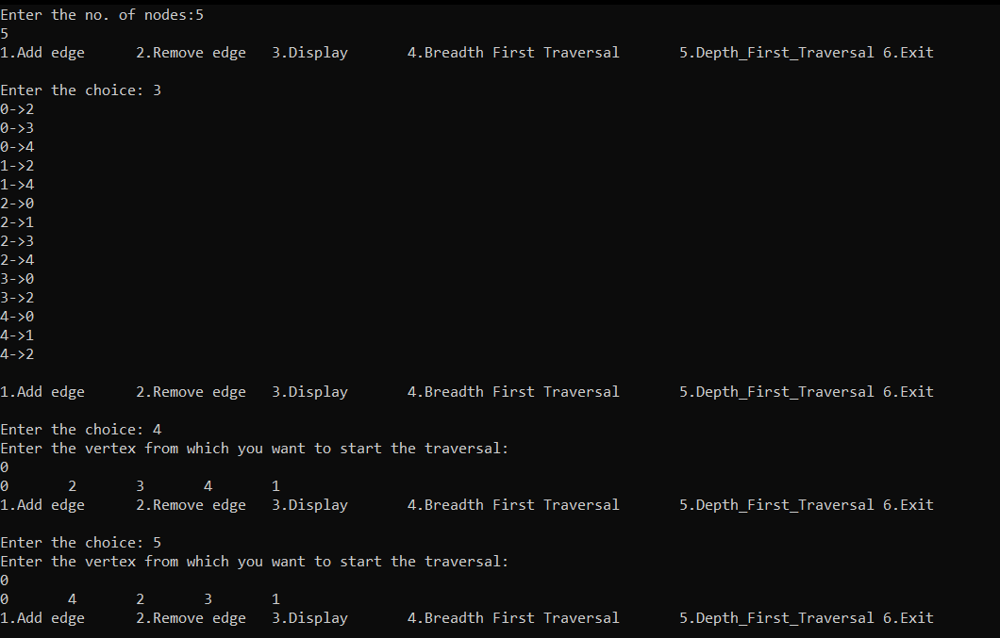 Enter the no. of nodes:5
5
1.Add edge      2.Remove edge   3.Display       4.Breadth First Traversal       5.Depth_First_Traversal 6.Exit
Enter the choice: 3
0->2
0->3
0->4
1->2
1->4
2->0
2->1
2->3
2->4
3->0
3->2
4->0
4->1
4->2
1.Add edge      2.Remove edge   3.Display       4.Breadth First Traversal       5.Depth_First_Traversal 6.Exit
Enter the choice: 4
Enter the vertex from which you want to start the traversal:
0
0       2       3       4       1
1.Add edge      2.Remove edge   3.Display       4.Breadth First Traversal       5.Depth_First_Traversal 6.Exit
Enter the choice: 5
Enter the vertex from which you want to start the traversal:
0
0       4       2       3       1
1.Add edge      2.Remove edge   3.Display       4.Breadth First Traversal       5.Depth_First_Traversal 6.Exit